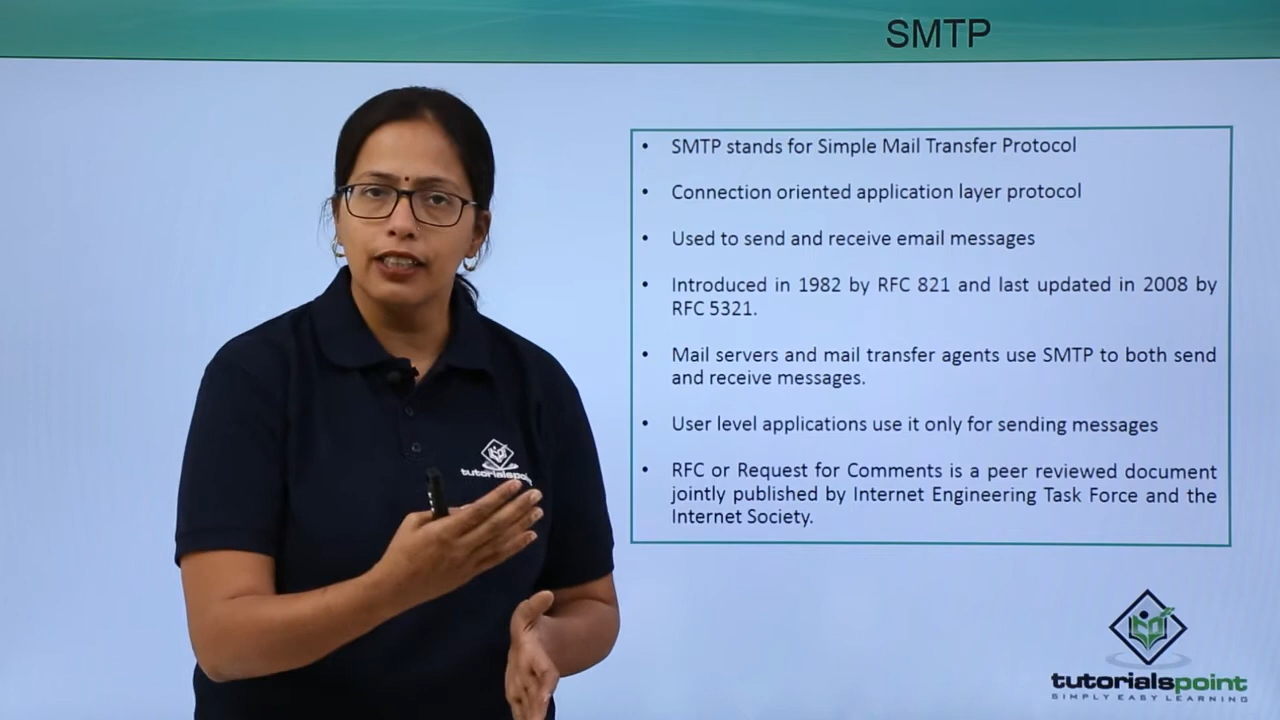 SMTP
• SMTP stands for Simple Mail Transfer Protocol
• Connection oriented application layer protocol
• Used to send and receive email messages
• Introduced in 1982 by RFC 821 and last updated in 2008 by
RFC 5321.
• Mail servers and mail transfer agents use SMTP to both send
and receive messages.
• User level applications use it only for sending messages
• RFC or Request for Comments is a peer reviewed document
jointly published by Internet Engineering Task Force and the
Internet Society.
tutorialspoint
tutorialspoint
SIMPLY EASY LEARNING